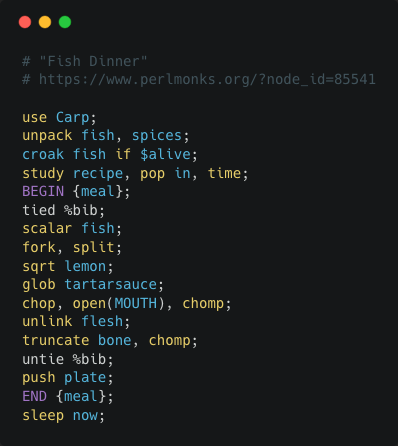 # "Fish Dinner"
# https://www.perlmonks.org/?node_id=85541
use Carp;
unpack fish, spices;
croak fish if $alive;
study recipe, pop in, time;
BEGIN {meal};
tied %bib;
scalar fish;
fork, split;
sqrt lemon;
glob tartarsauce;
chop, open(MOUTH), chomp;
unlink flesh;
truncate bone, chomp;
untie %bib;
push plate;
END {meal};
sleep now;